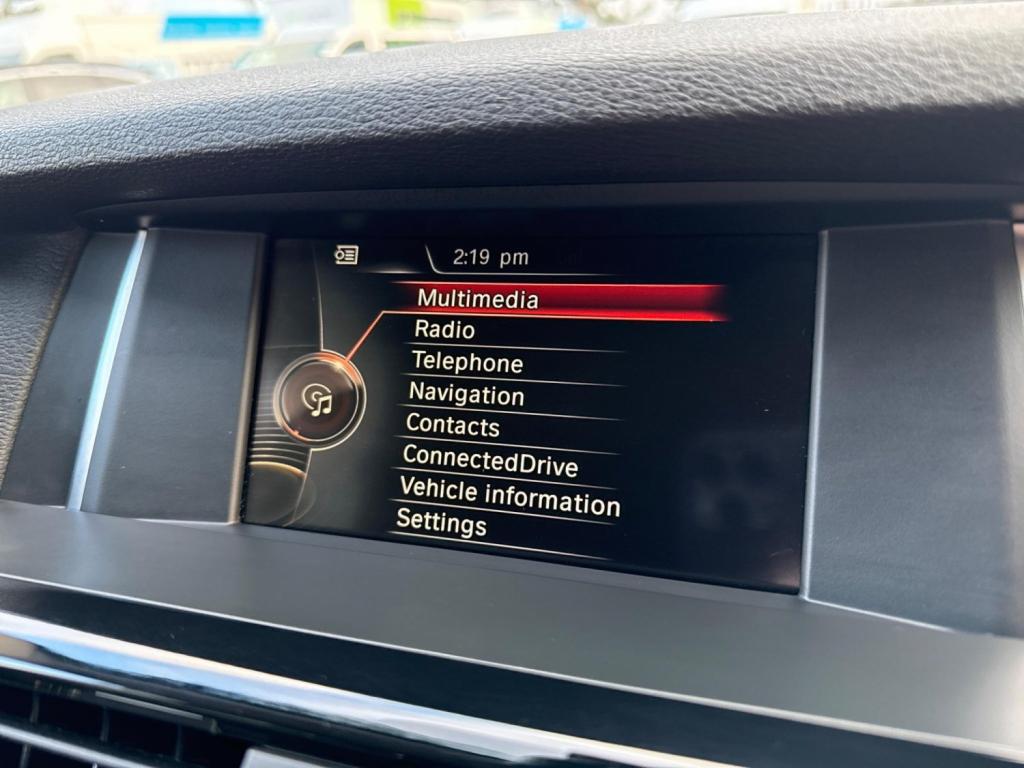 2:19 pm
Multimedia
Radio
Telephone
Navigation
Contacts
ConnectedDrive
Vehicle information
Settings